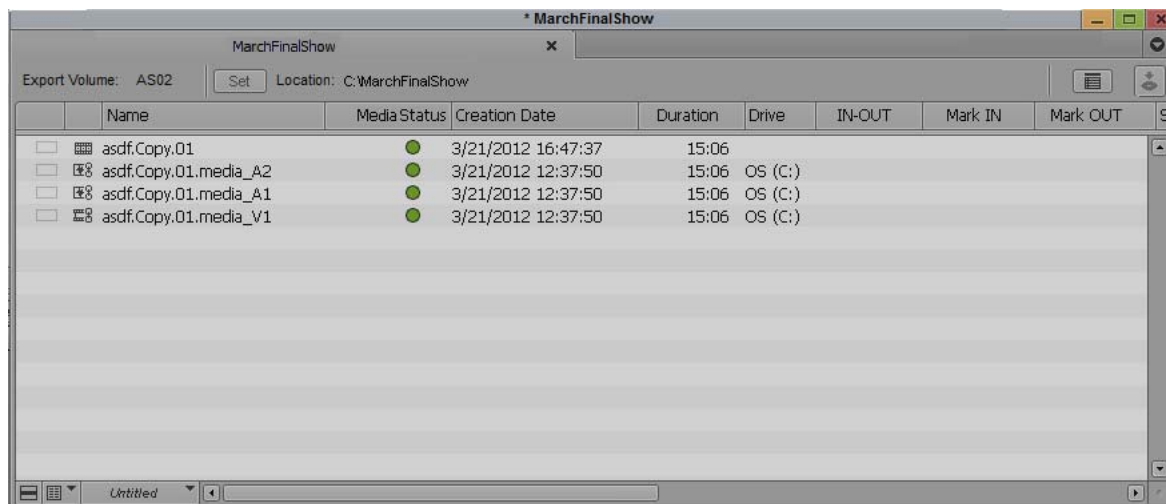 * MarchFinalShow
MarchFinalShow
Export Volume: AS02 Set Location: C:\MarchFinalShow
Name Media Status Creation Date Duration Drive IN-OUT Mark IN Mark OUT S
asdf.Copy.01 3/21/2012 16:47:37 15:06
asdf.Copy.01.media_A2 3/21/2012 12:37:50 15:06 OS (C:)
asdf.Copy.01.media_A1 3/21/2012 12:37:50 15:06 OS (C:)
asdf.Copy.01.media_V1 3/21/2012 12:37:50 15:06 OS (C:)
Untitled